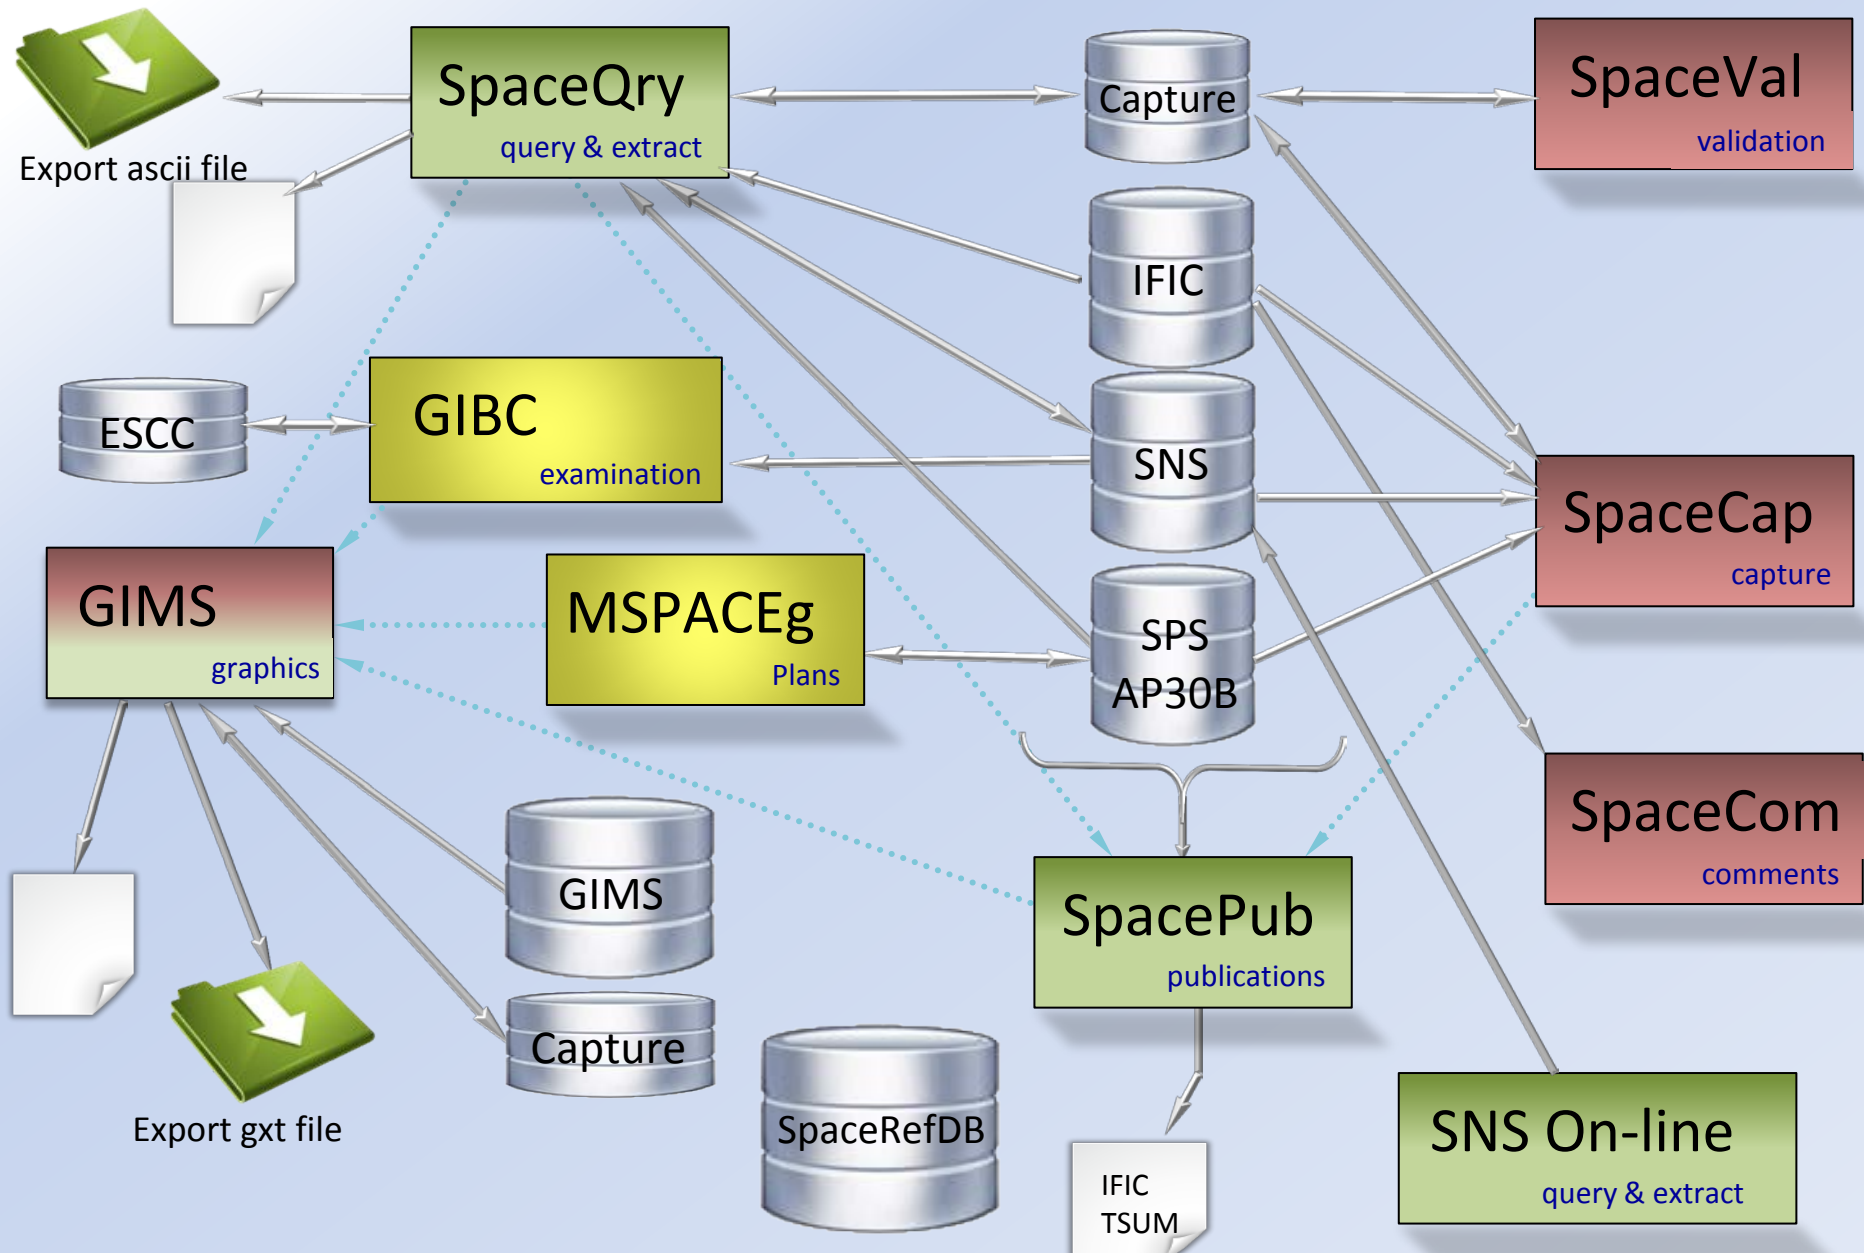 SpaceQry
query & extract
Capture
SpaceVal
validation
Export ascii file
IFIC
ESCC
GIBC
examination
SNS
SpaceCap
capture
GIMS
graphics
MSPACEg
Plans
SPS
AP30B
SpaceCom
comments
GIMS
SpacePub
publications
Capture
Export gxt file
SpaceRefDB
IFIC
TSUM
SNS On-line
query & extract